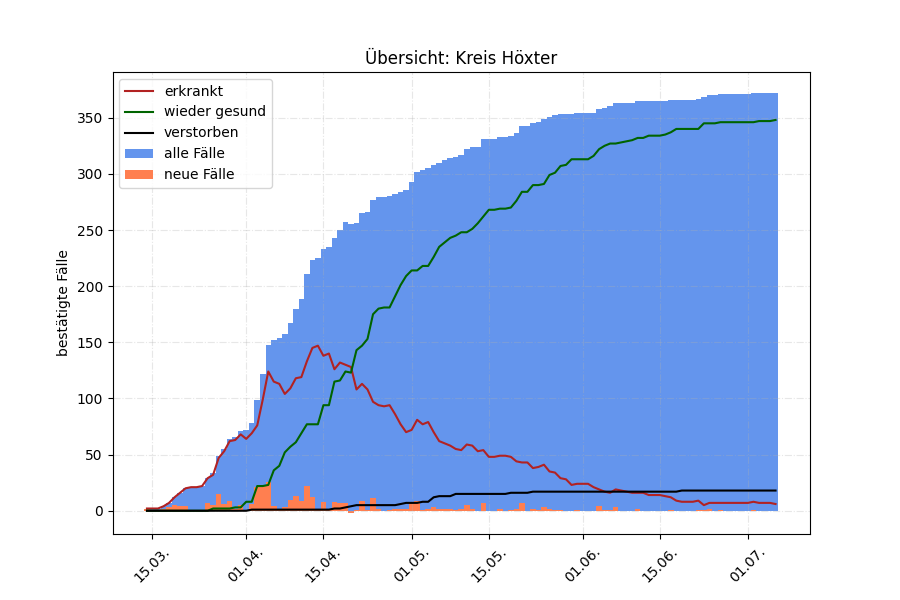 Übersicht: Kreis Höxter
erkrankt
wieder gesund
verstorben
alle Fälle
neue Fälle
bestätigte Fälle
350
300
250
200
150
100
50
0
15.03.
01.04.
15.04.
01.05.
15.05.
01.06.
15.06.
01.07.